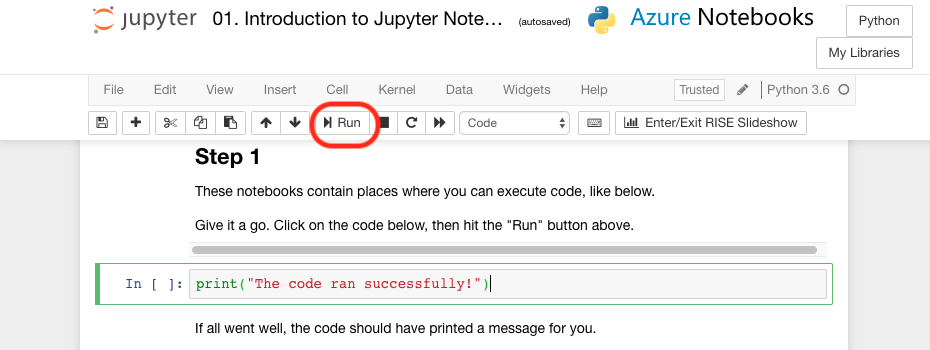 jupyter 01. Introduction to Jupyter Note... (autosaved) Azure Notebooks Python
My Libraries
File Edit View Insert Cell Kernel Data Widgets Help Trusted Python 3.6
Run Code Enter/Exit RISE Slideshow
Step 1
These notebooks contain places where you can execute code, like below.
Give it a go. Click on the code below, then hit the "Run" button above.
In [ ]: print("The code ran successfully!")
If all went well, the code should have printed a message for you.